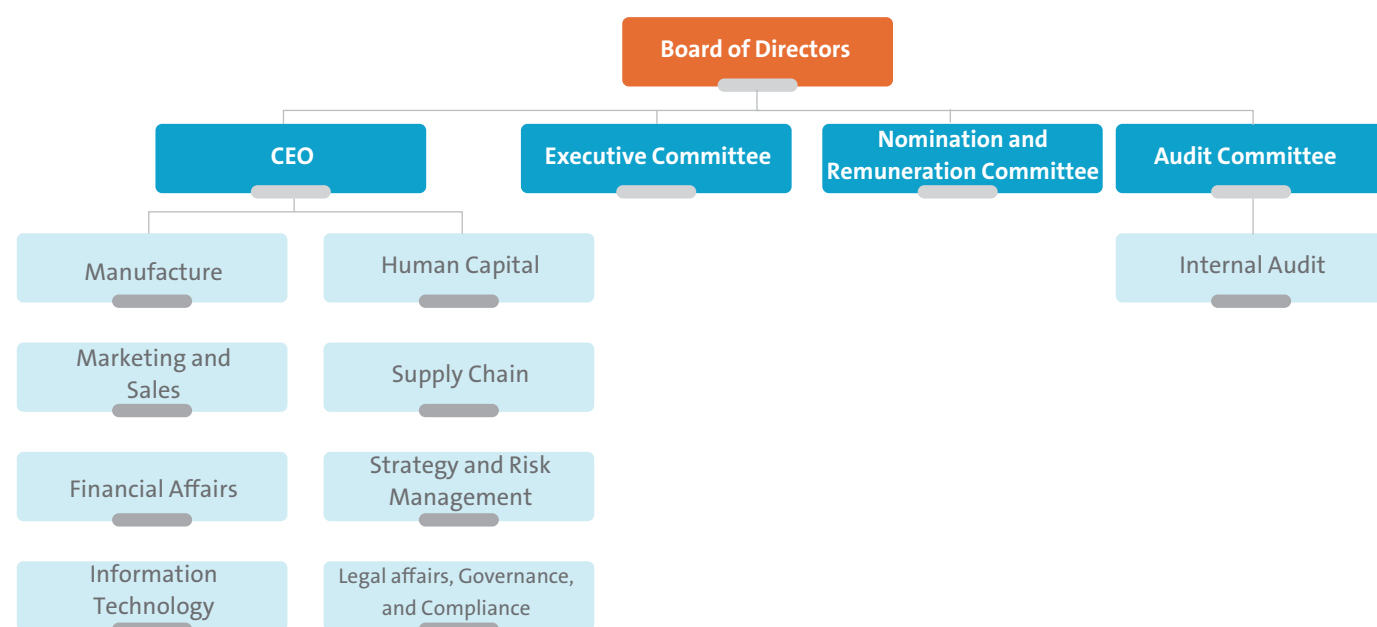 Board of Directors
CEO
Executive Committee
Nomination and
Remuneration Committee
Audit Committee
Manufacture
Human Capital
Internal Audit
Marketing and
Sales
Supply Chain
Financial Affairs
Strategy and Risk
Management
Information
Technology
Legal affairs, Governance,
and Compliance